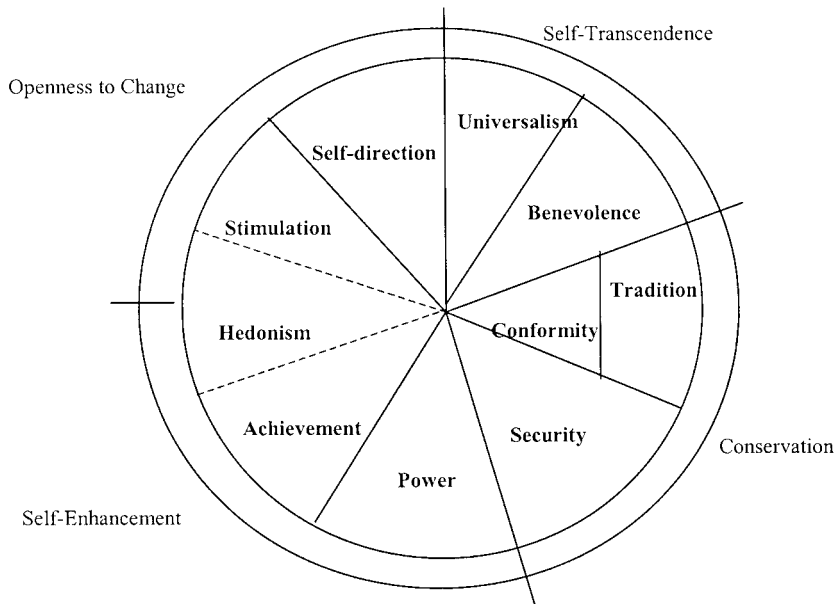 Self-Transcendence
Openness to Change
Universalism
Self-direction
Benevolence
Stimulation
Tradition
Conformity
Hedonism
Achievement
Security
Conservation
Power
Self-Enhancement